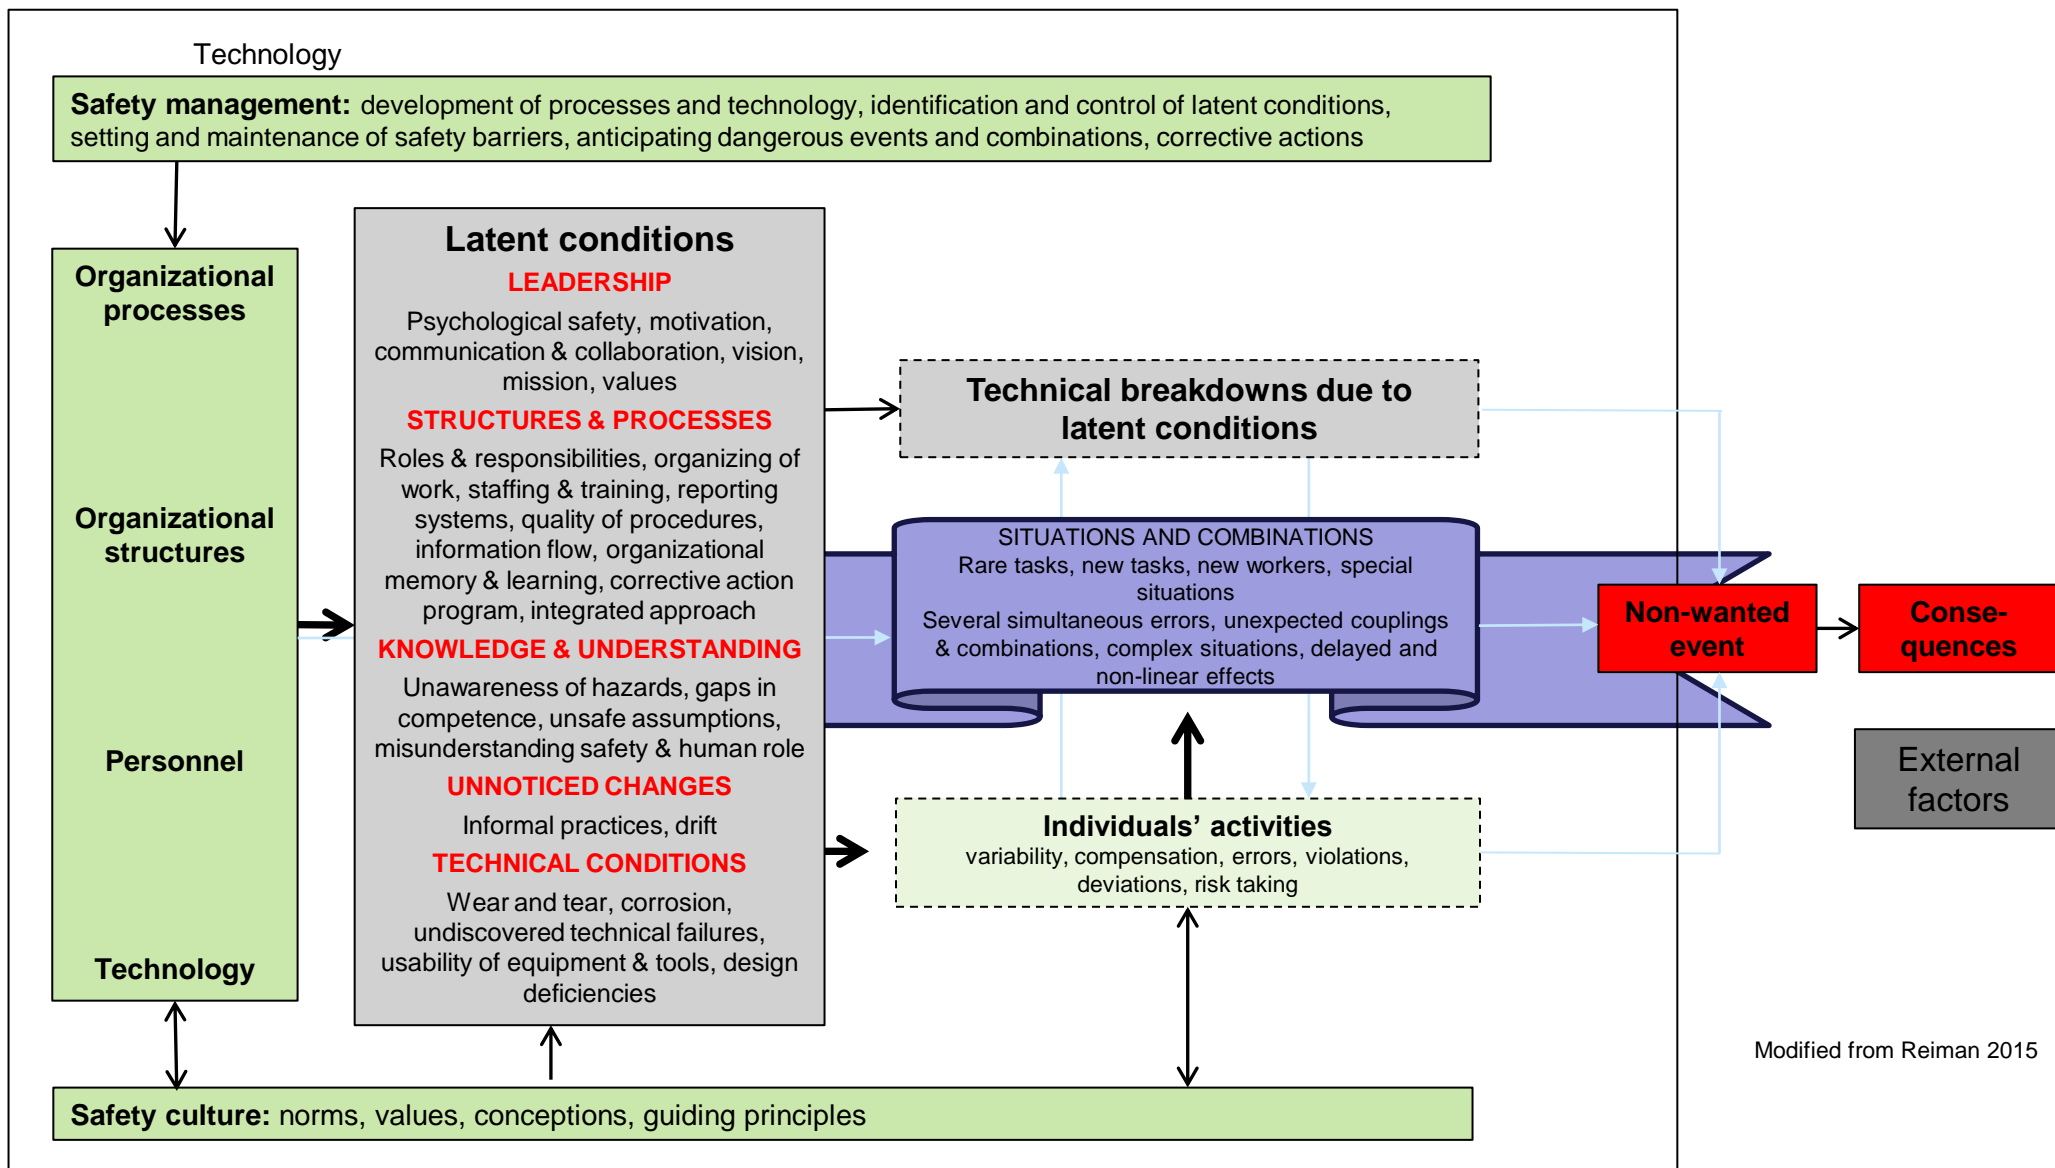 Technology
Safety management: development of processes and technology, identification and control of latent conditions,
setting and maintenance of safety barriers, anticipating dangerous events and combinations, corrective actions
Organizational
processes
Organizational
structures
Personnel
Technology
Latent conditions
LEADERSHIP
Psychological safety, motivation,
communication & collaboration, vision,
mission, values
STRUCTURES & PROCESSES
Roles & responsibilities, organizing of
work, staffing & training, reporting
systems, quality of procedures,
information flow, organizational
memory & learning, corrective action
program, integrated approach
KNOWLEDGE & UNDERSTANDING
Unawareness of hazards, gaps in
competence, unsafe assumptions,
misunderstanding safety & human role
UNNOTICED CHANGES
Informal practices, drift
TECHNICAL CONDITIONS
Wear and tear, corrosion,
undiscovered technical failures,
usability of equipment & tools, design
deficiencies
Technical breakdowns due to
latent conditions
SITUATIONS AND COMBINATIONS
Rare tasks, new tasks, new workers, special
situations
Several simultaneous errors, unexpected couplings
& combinations, complex situations, delayed and
non-linear effects
Individuals’ activities
variability, compensation, errors, violations,
deviations, risk taking
Non-wanted
event
Conse-
quences
External
factors
Modified from Reiman 2015
Safety culture: norms, values, conceptions, guiding principles